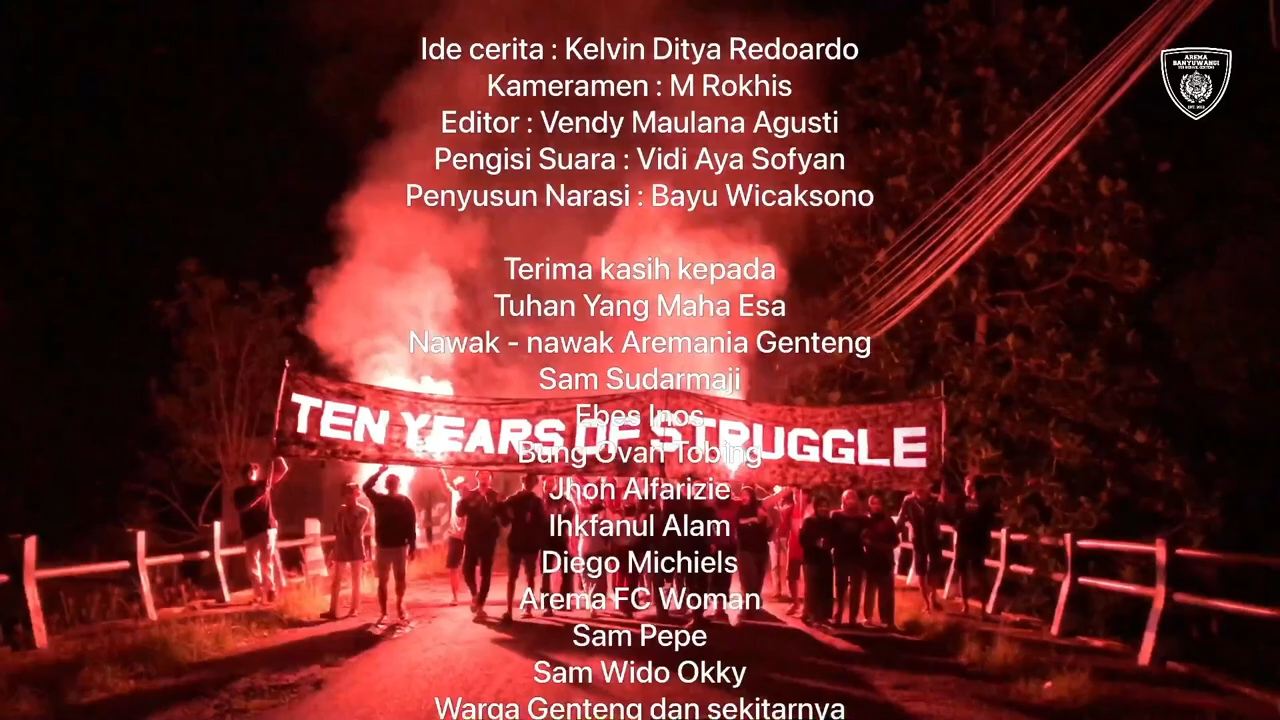 Ide cerita : Kelvin Ditya Redoardo
Kameramen : M Rokhis
Editor : Vendy Maulana Agusti
Pengisi Suara : Vidi Aya Sofyan
Penyusun Narasi : Bayu Wicaksono
Terima kasih kepada
Tuhan Yang Maha Esa
Nawak - nawak Aremania Genteng
Sam Sudarmaji
Ebes Inos
Bung Ovan Tobing
Jhoh Alfarizie
Ihkfanul Alam
Diego Michiels
Arema FC Woman
Sam Pepe
Sam Wido Okky
Warga Genteng dan sekitarnya
TEN YEARS OF STRUGGLE
AREMA
BANYUWANGI